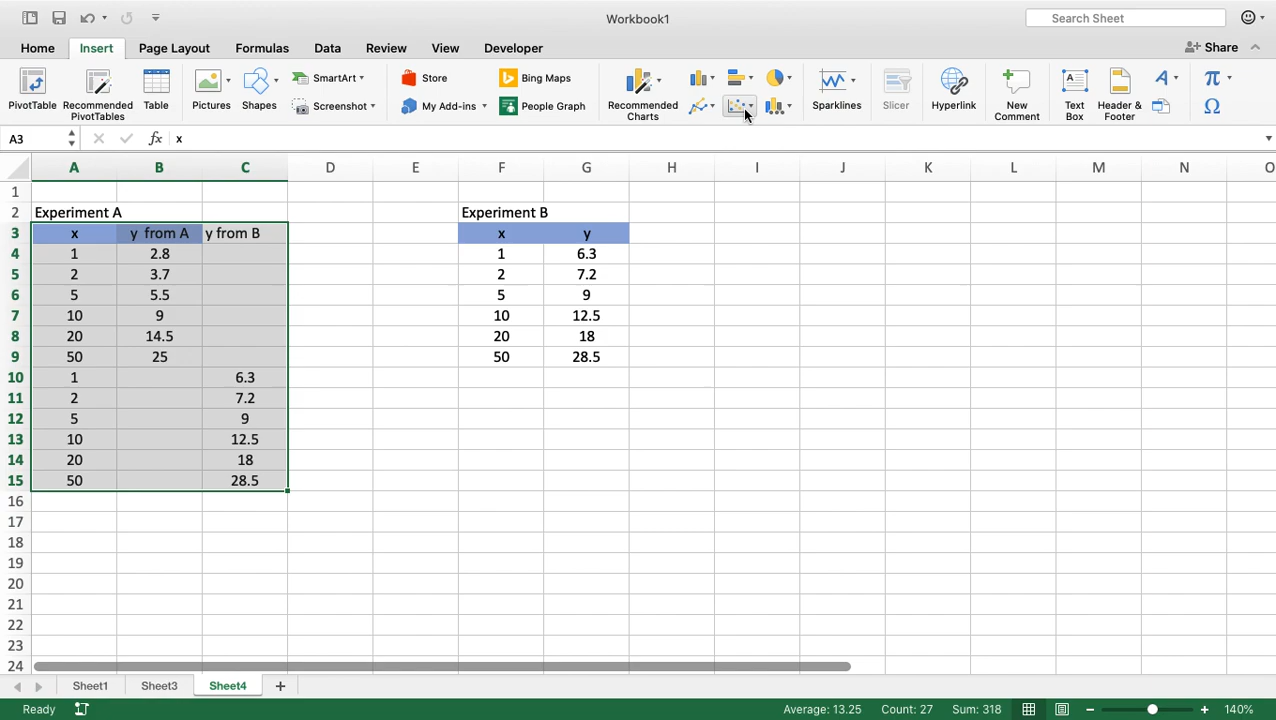 Workbook1
Search Sheet
Home Insert Page Layout Formulas Data Review View Developer
Share
PivotTable
Recommended PivotTables
Table
Pictures
Shapes
SmartArt
Screenshot
Store
My Add-ins
Bing Maps
People Graph
Recommended Charts
Sparklines
Slicer
Hyperlink
New Comment
Text Box
Header & Footer
A
π
Ω
A3 fx x
A B C D E F G H I J K L M N O
1
2 Experiment A Experiment B
3 x y from A y from B x y
4 1 2.8 1 6.3
5 2 3.7 2 7.2
6 5 5.5 5 9
7 10 9 10 12.5
8 20 14.5 20 18
9 50 25 50 28.5
10 1 6.3
11 2 7.2
12 5 9
13 10 12.5
14 20 18
15 50 28.5
16
17
18
19
20
21
22
23
24
Sheet1 Sheet3 Sheet4 +
Ready Average: 13.25 Count: 27 Sum: 318 140%